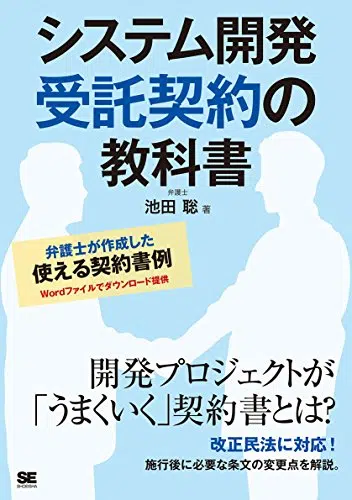 システム開発
受託契約の
教科書
弁護士
池田 聡 著
弁護士が作成した
使える契約書例
Wordファイルでダウンロード提供
開発プロジェクトが
「うまくいく」契約書とは?
改正民法に対応!
施行後に必要な条文の変更点を解説。
SE
SHOEISHA